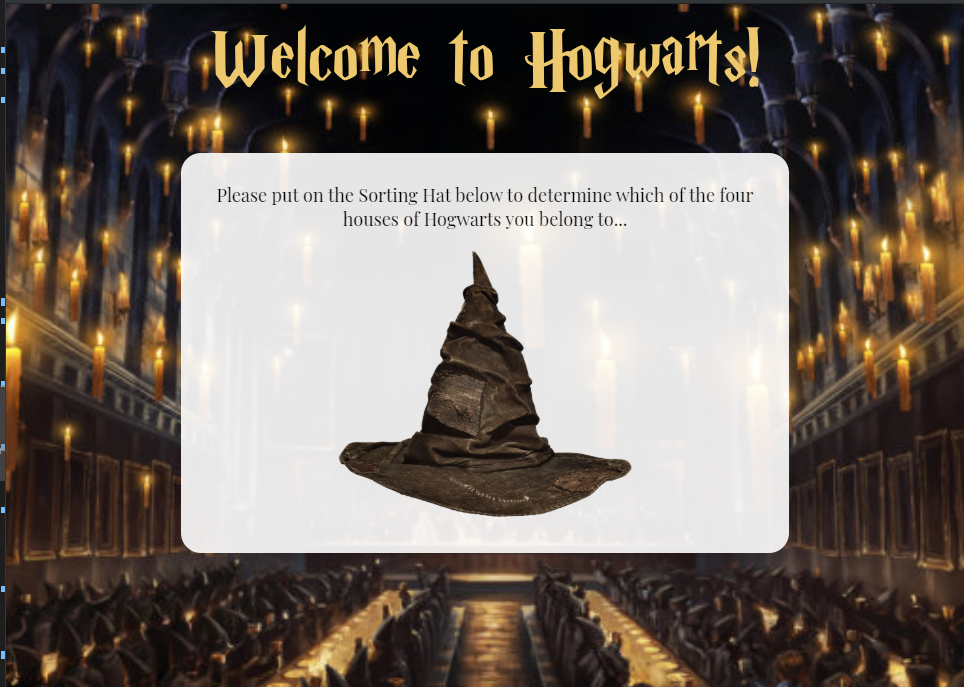 Welcome to Hogwarts!
Please put on the Sorting Hat below to determine which of the four
houses of Hogwarts you belong to...